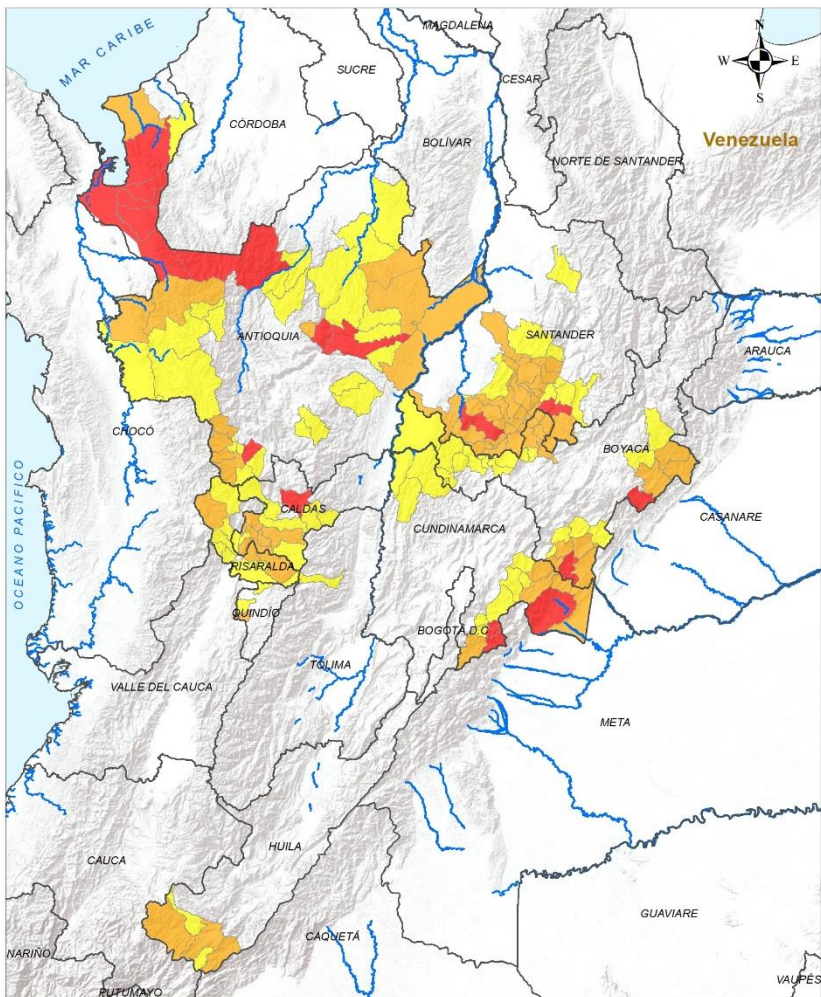 MAGDALENA
MAR CARIBE
SUCRE
CESAR
N
W E
S
CÓRDOBA
BOLÍVAR
Venezuela
NORTE DE SANTANDER
ANTIOQUIA
SANTANDER
ARAUCA
CHOCÓ
BOYACÁ
OCEANO PACIFICO
CALDAS
CUNDINAMARCA
CASANARE
RISARALDA
QUINDÍO
BOGOTÁ D.C
TOLIMA
VALLE DEL CAUCA
META
CAUCA
HUILA
GUAVIARE
NARIÑO
CAQUETÁ
PUTUMAYO
VAUPÉS